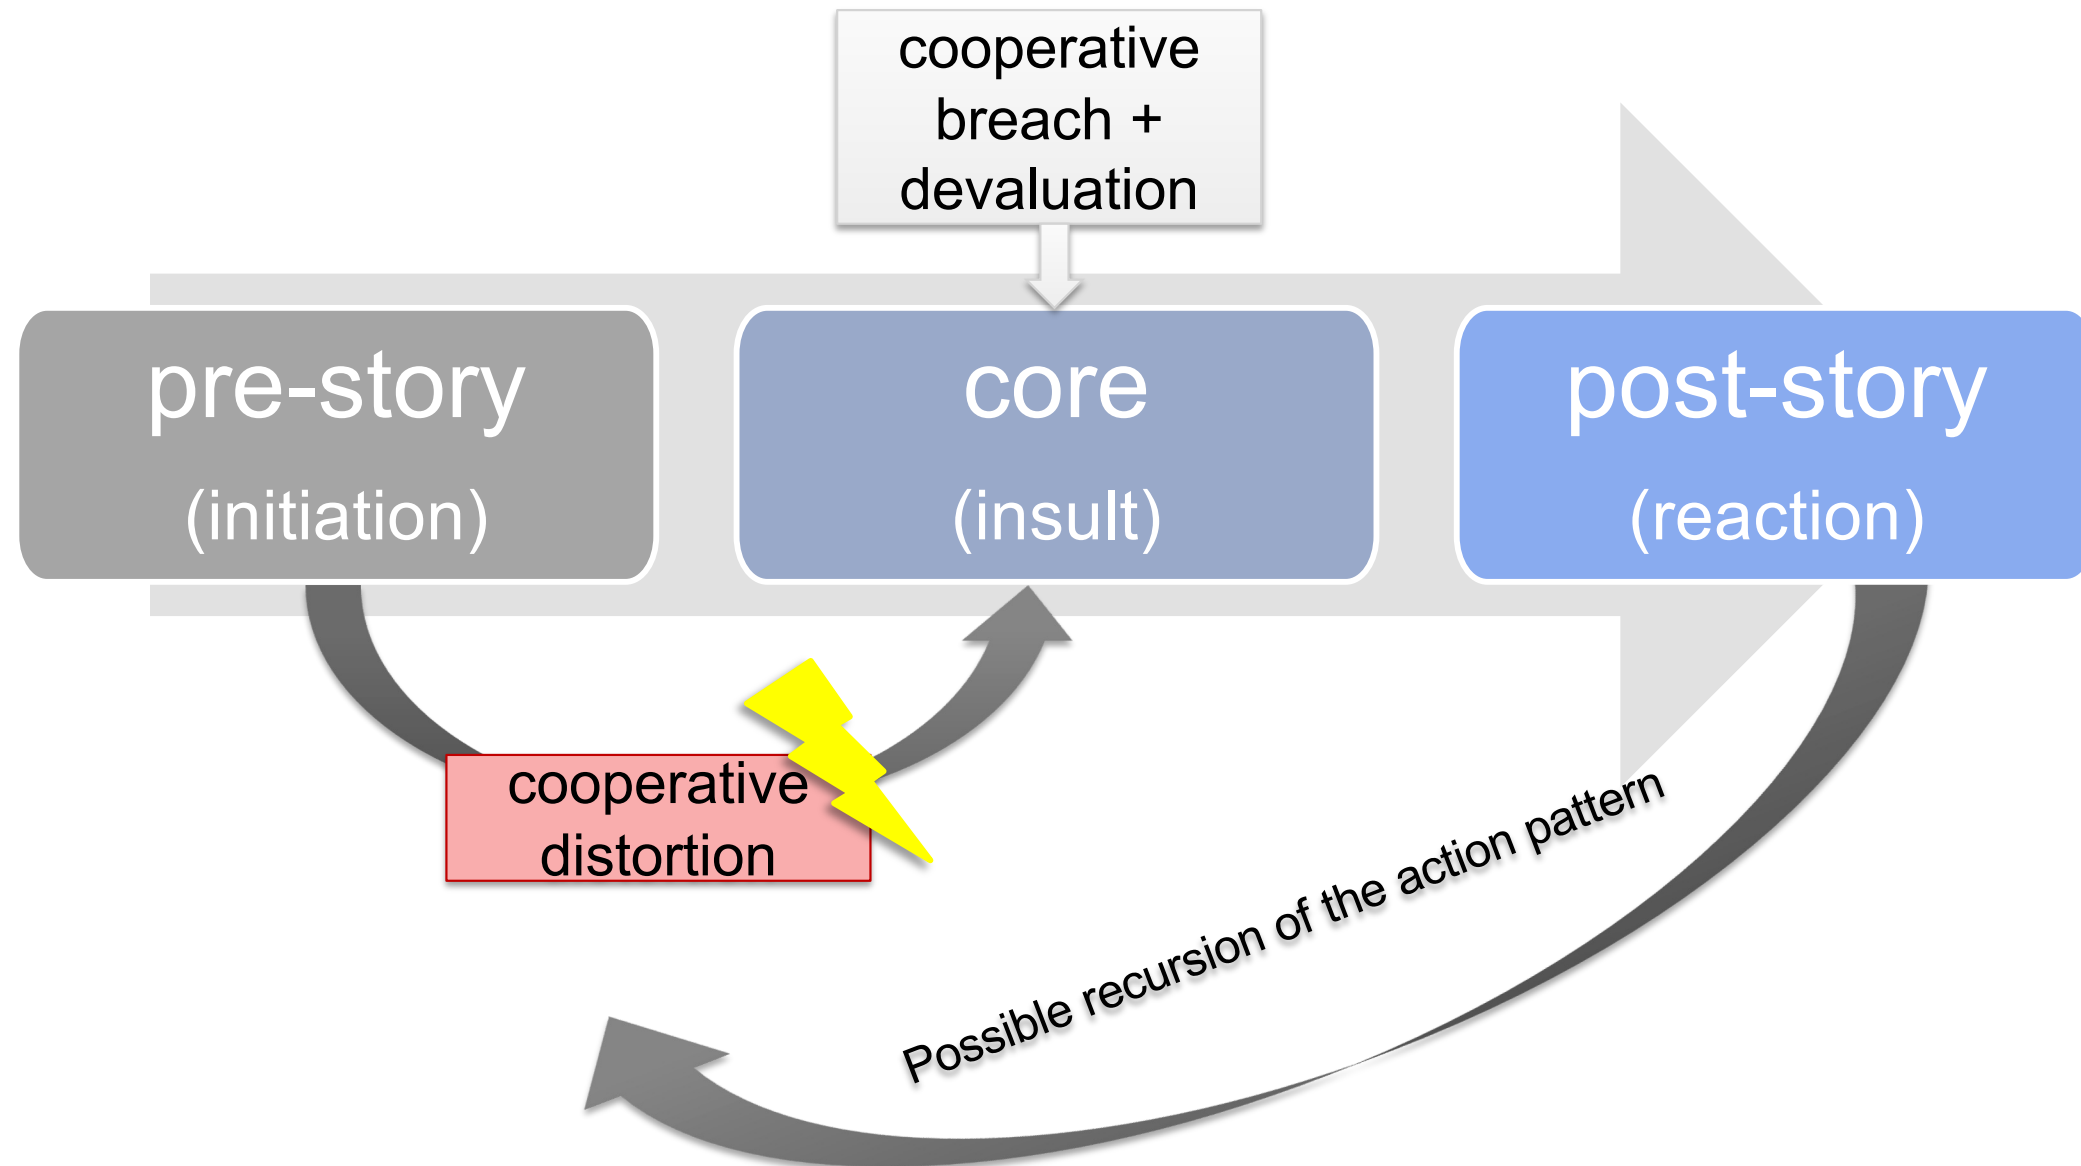 cooperative
breach +
devaluation
pre-story
(initiation)
core
(insult)
post-story
(reaction)
cooperative
distortion
Possible recursion of the action pattern